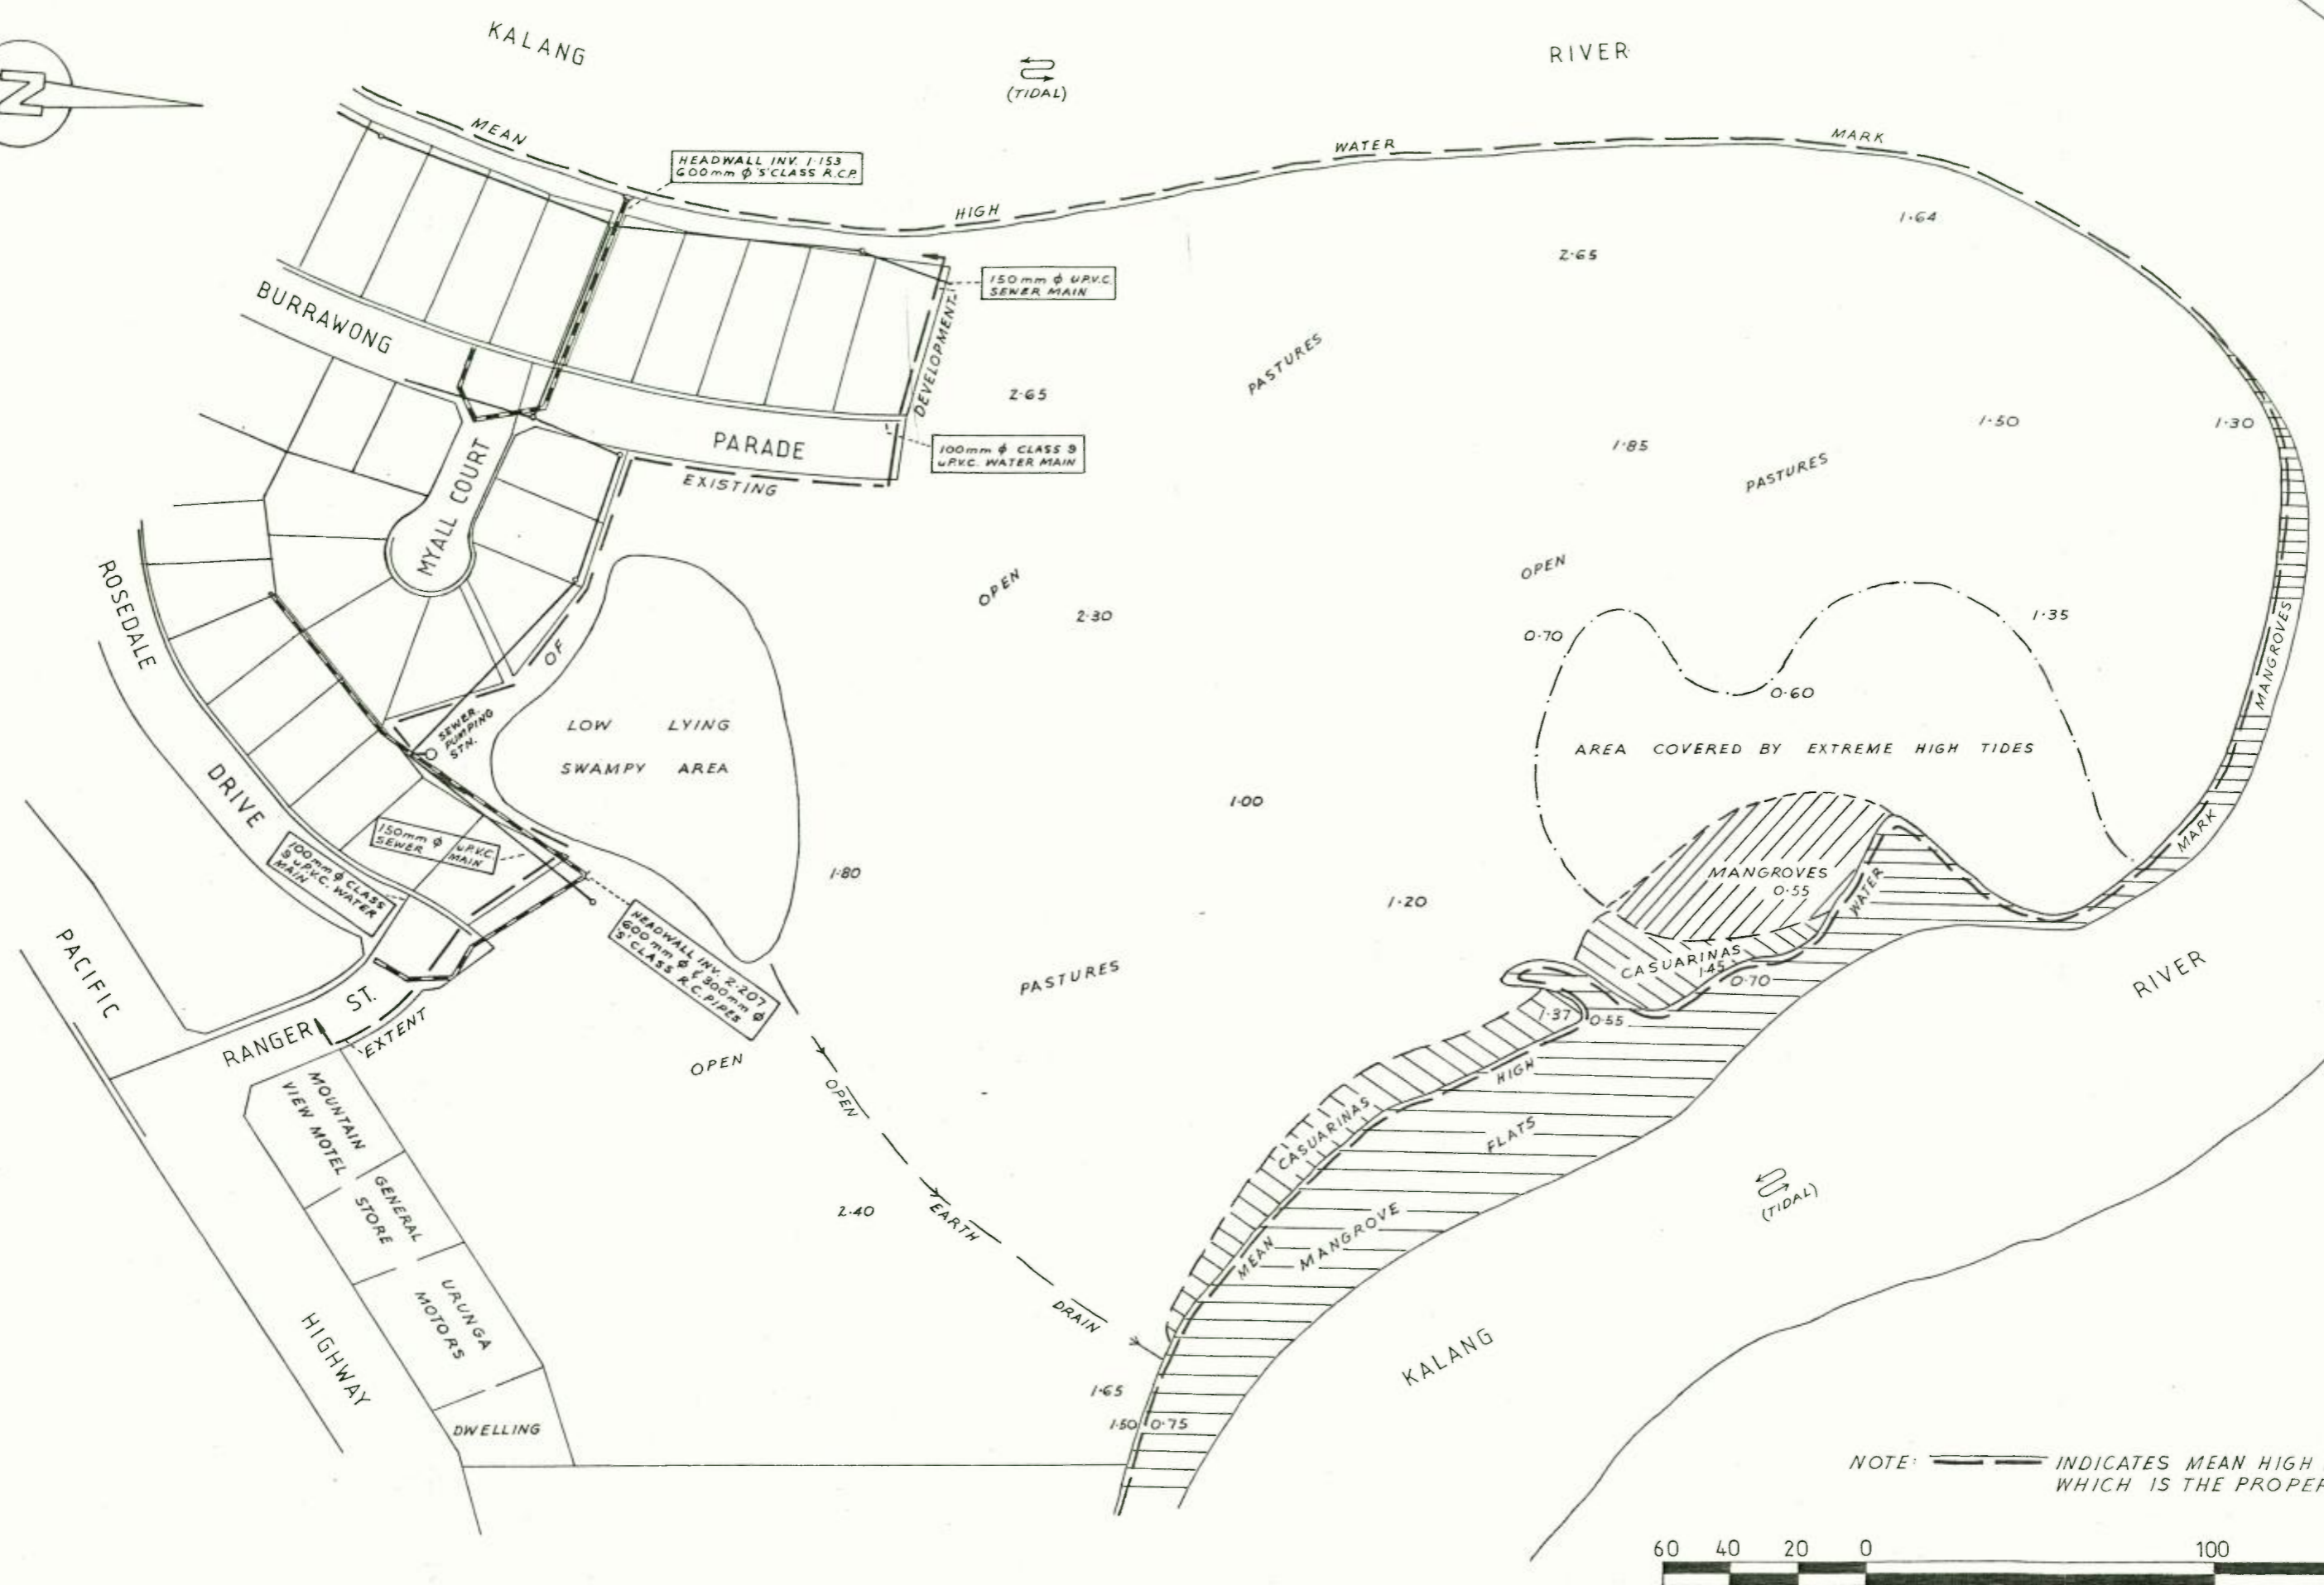 KALANG
RIVER
(TIDAL)
N
MEAN
WATER
MARK
HIGH
HEADWALL INV. 1·153
600mm φ 'S' CLASS R.C.P.
1·64
2·65
150mm φ U.P.V.C.
SEWER MAIN
DEVELOPMENT
BURRAWONG
PARADE
2·65
PASTURES
1·50
1·30
1·85
100mm φ CLASS 9
uP.V.C. WATER MAIN
EXISTING
PASTURES
MYALL COURT
OPEN
OPEN
2·30
0·70
1·35
0·60
MANGROVES
ROSEDALE
DRIVE
OF
SEWER
PUMPING
STN.
LOW LYING
SWAMPY AREA
AREA COVERED BY EXTREME HIGH TIDES
1·00
1·80
1·20
MARK
150mm φ uP.V.C.
SEWER MAIN
100mm φ CLASS
9 uP.V.C. WATER
MAIN
MANGROVES
0·55
WATER
CASUARINAS
1·45
0·70
HEADWALL INV. 2·207
600mm φ & 300mm φ
'S' CLASS R.C. PIPES
PASTURES
RIVER
PACIFIC
HIGHWAY
RANGER ST.
EXTENT
OPEN
1·37
0·55
HIGH
OPEN
EARTH
DRAIN
MOUNTAIN
VIEW MOTEL
GENERAL
STORE
URUNGA
MOTORS
DWELLING
2·40
CASUARINAS
FLATS
MANGROVE
MEAN
(TIDAL)
KALANG
1·65
1·50
0·75
NOTE: INDICATES MEAN HIGH
WHICH IS THE PROPER
60 40 20 0 100